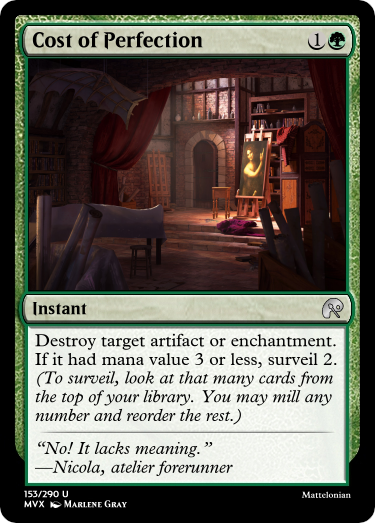 Cost of Perfection 1
Instant
Destroy target artifact or enchantment.
If it had mana value 3 or less, surveil 2.
(To surveil, look at that many cards from
the top of your library. You may mill any
number and reorder the rest.)
“No! It lacks meaning.”
—Nicola, atelier forerunner
153/290 U
MVX Marlene Gray
Mattelonian